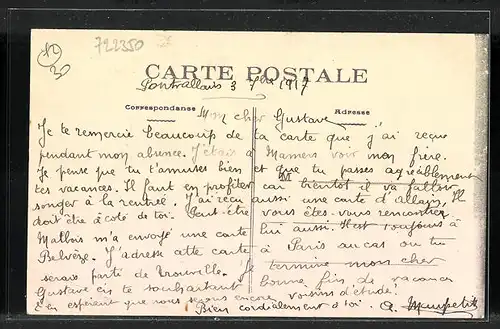 722350
12
30
CARTE POSTALE
Pontvallain 3 7bre 1917
Correspondance
Adresse
Mon cher Gustave
Je te remercie beaucoup de la carte que j'ai reçu
pendant mon absence. J'étais à Mamers voir mon frère.
Je pense que tu t'amuses bien et que tu passes agréablement
tes vacances. Il faut en profiter car bientôt il va falloir
songer à la rentrée. J'ai reçu aussi une carte d'Allais, Il
doit être à côté de toi. Peut-être vous êtes-vous rencontrés
M
Mathois m'a envoyé une carte lui aussi. Il est toujours à
Belvèze. J'adresse cette carte à Paris au cas ou tu
serais parti de Trouville. Je termine mon cher
Gustave en te souhaitant bonne fin de vacances
En espérant que nous serons encore voisins d'étude!
Bien cordialement à toi.